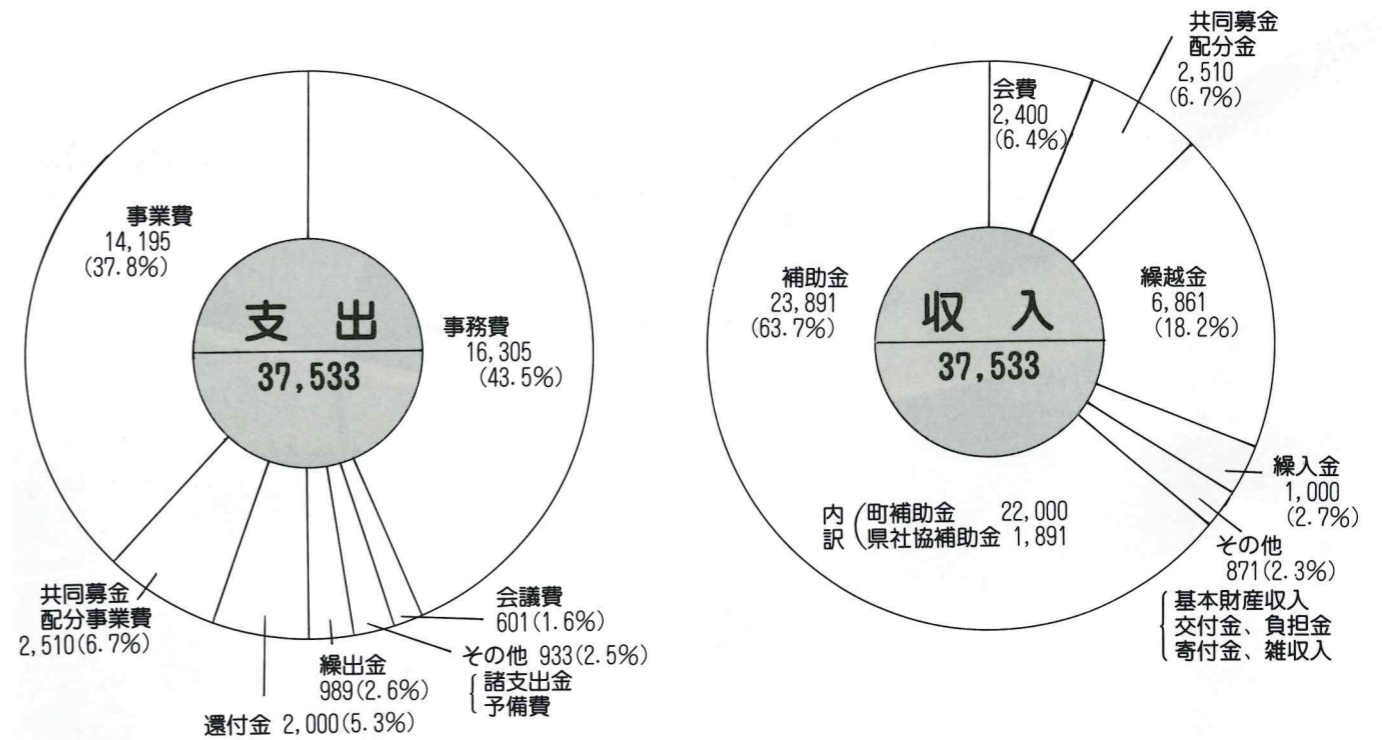 支出
37,533
事務費
16,305
(43.5%)
会議費
601(1.6%)
その他 933(2.5%)
諸支出金
予備費
繰出金
989(2.6%)
還付金 2,000(5.3%)
共同募金
配分事業費
2,510(6.7%)
事業費
14,195
(37.8%)
収入
37,533
会費
2,400
(6.4%)
共同募金
配分金
2,510
(6.7%)
繰越金
6,861
(18.2%)
繰入金
1,000
(2.7%)
その他
871(2.3%)
基本財産収入
交付金、負担金
寄付金、雑収入
補助金
23,891
(63.7%)
内訳
町補助金 22,000
県社協補助金 1,891